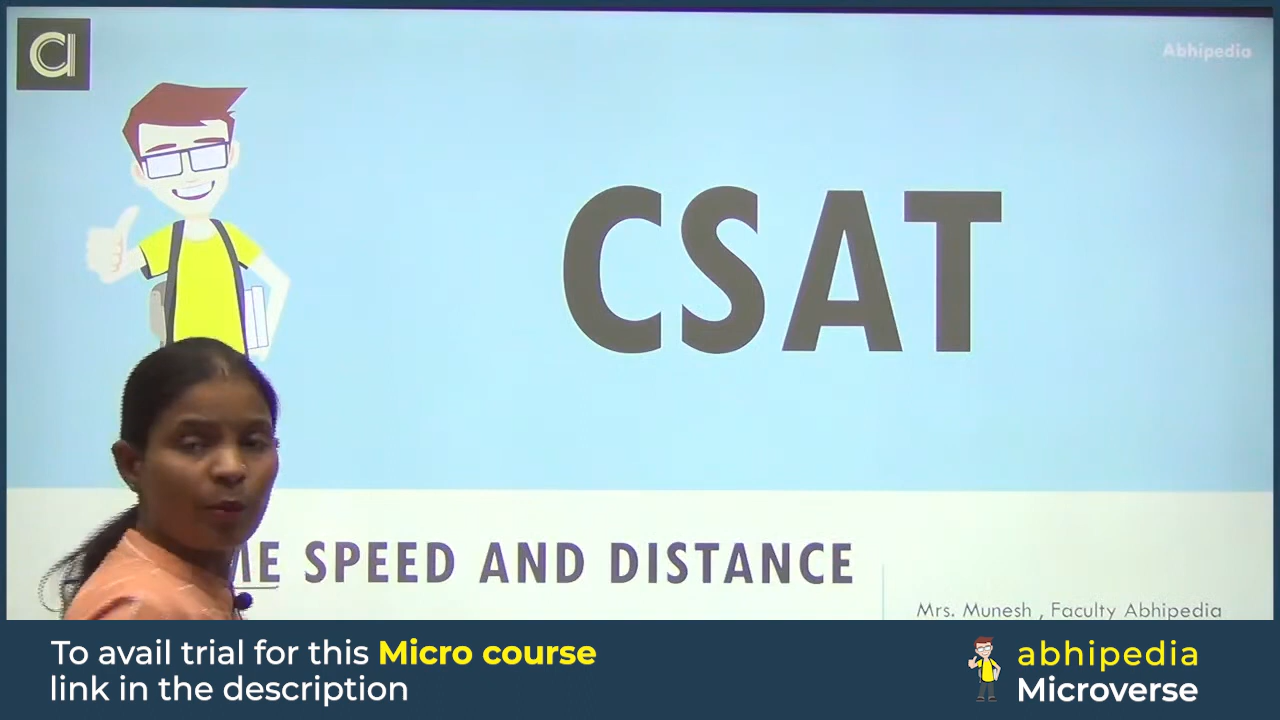 Abhipedia
CSAT
SPEED AND DISTANCE
Mrs. Munesh , Faculty Abhipedia
To avail trial for this Micro course
link in the description
abhipedia
Microverse